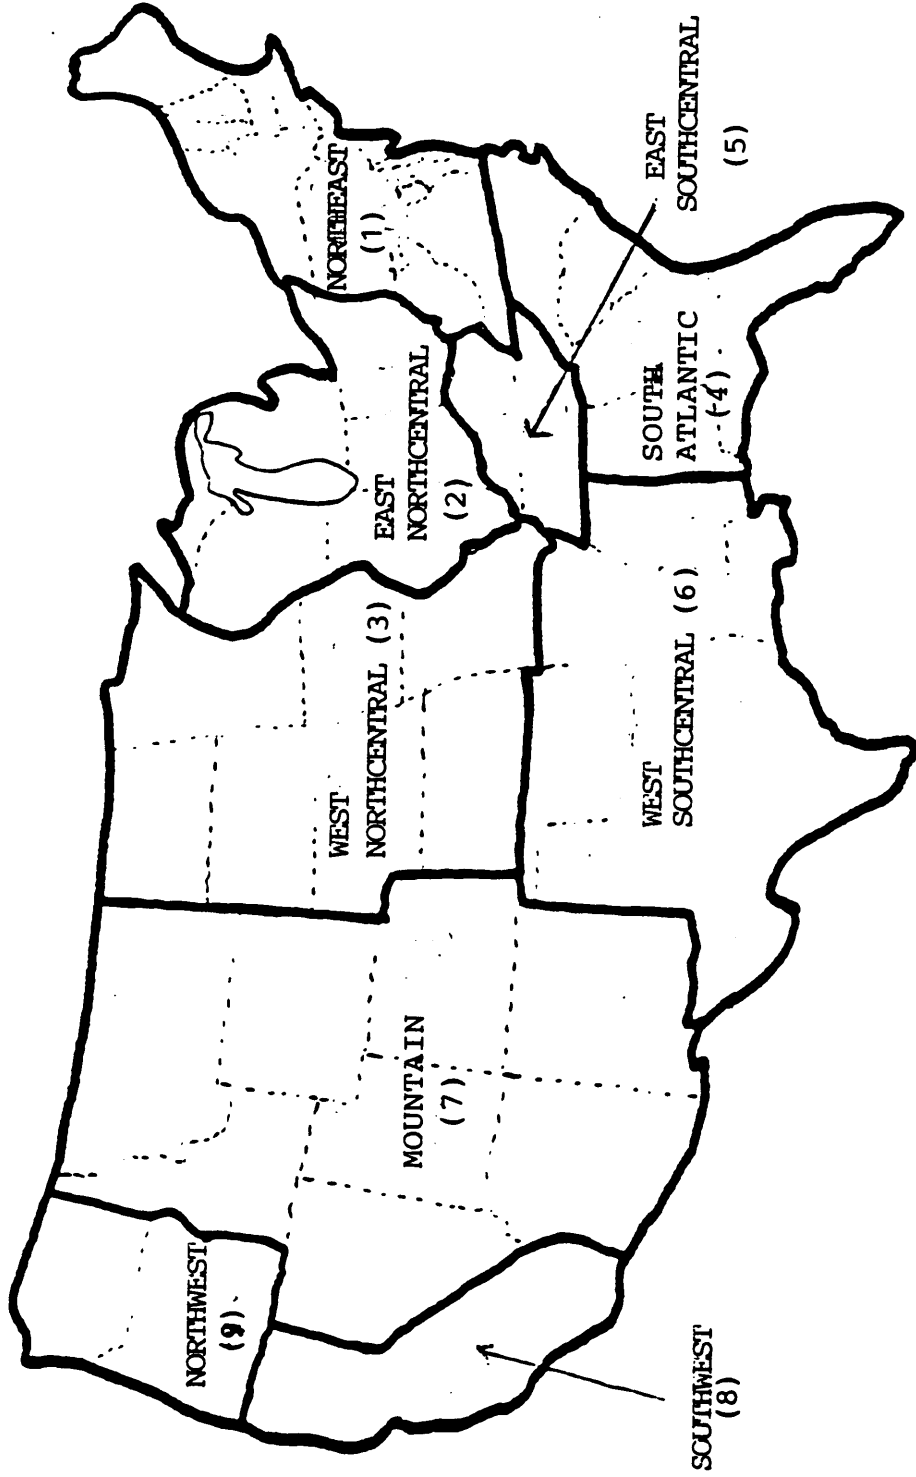 NORTHEAST
(1)
EAST
NORTHCENTRAL
(2)
WEST
NORTHCENTRAL (3)
SOUTH
ATLANTIC
(4)
EAST
SOUTHCENTRAL
(5)
WEST
SOUTHCENTRAL (6)
MOUNTAIN
(7)
SOUTHWEST
(8)
NORTHWEST
(9)